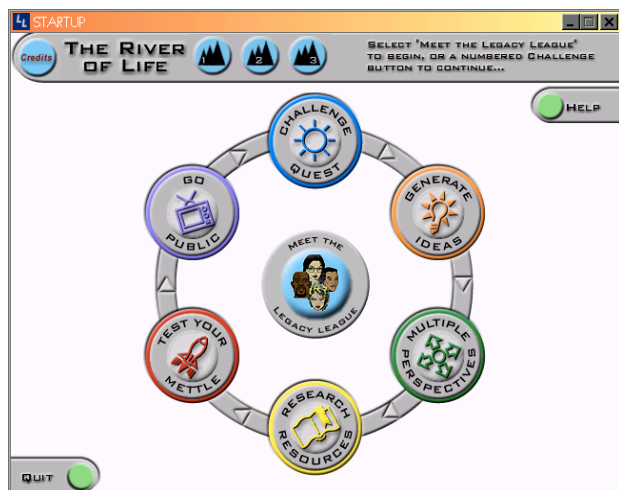 LL STARTUP
Credits
THE RIVER
OF LIFE
1
2
3
SELECT 'MEET THE LEGACY LEAGUE'
TO BEGIN, OR A NUMBERED CHALLENGE
BUTTON TO CONTINUE...
HELP
CHALLENGE
QUEST
GO
PUBLIC
GENERATE
IDEAS
MEET THE
LEGACY LEAGUE
TEST YOUR
METTLE
MULTIPLE
PERSPECTIVES
RESEARCH
RESOURCES
QUIT